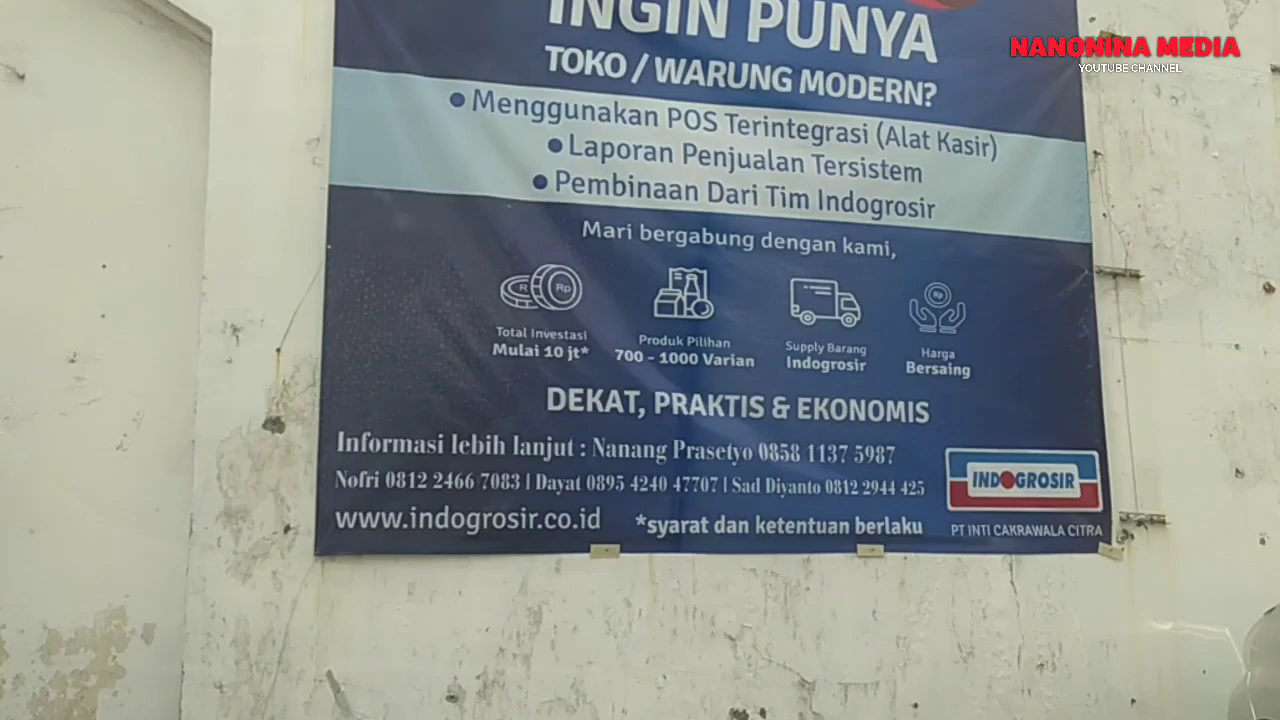 INGIN PUNYA
TOKO / WARUNG MODERN?
NANQNINA MEDIA
YOUTUBE CHANNEL
• Menggunakan POS Terintegrasi (Alat Kasir)
• Laporan Penjualan Tersistem
• Pembinaan Dari Tim Indogrosir
Mari bergabung dengan kami,
R Rp
Rp
Total Investasi
Mulai 10 jt*
Produk Pilihan
700 - 1000 Varian
Supply Barang
Indogrosir
Harga
Bersaing
DEKAT, PRAKTIS & EKONOMIS
Informasi lebih lanjut : Nanang Prasetyo 0858 1137 5987
Nofri 0812 2466 7083 | Dayat 0895 4240 47707 | Sad Diyanto 0812 2944 425
www.indogrosir.co.id *syarat dan ketentuan berlaku
INDOGROSIR
PT INTI CAKRAWALA CITRA